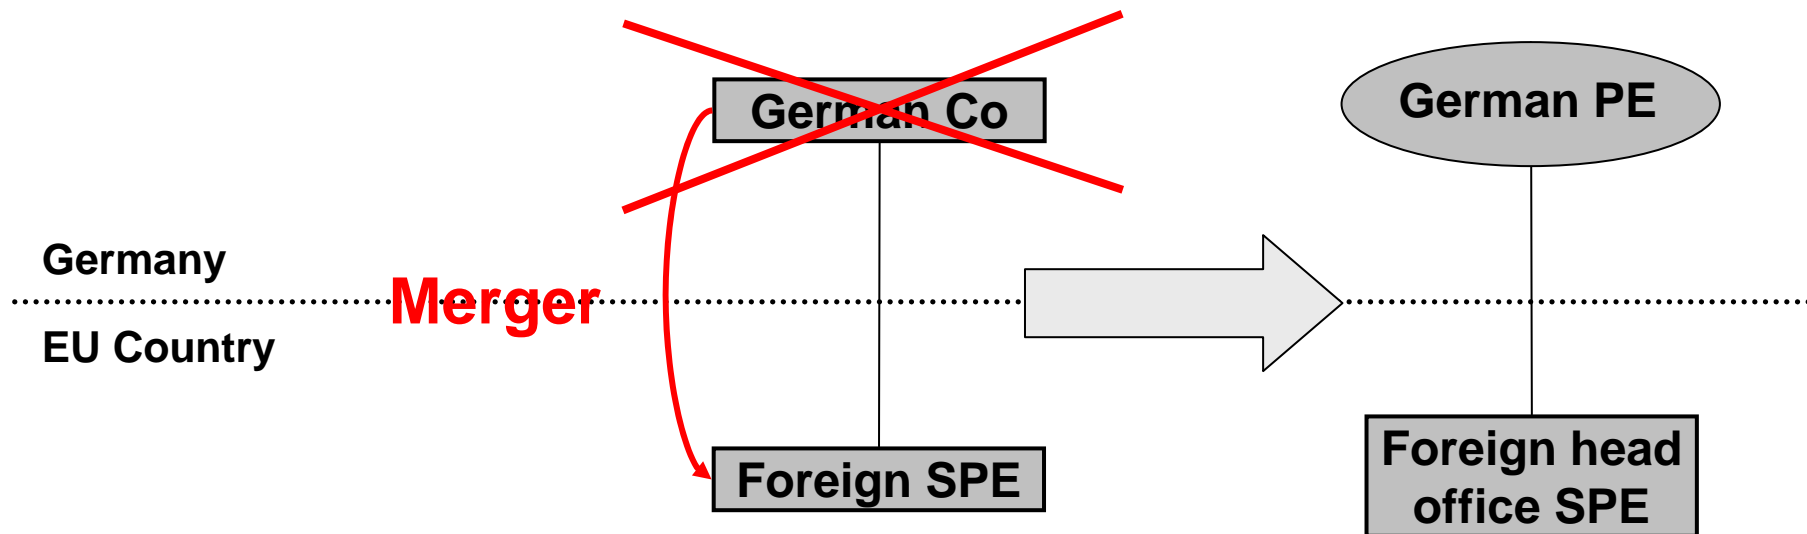 German Co
German PE
Germany
Merger
EU Country
Foreign SPE
Foreign head
office SPE